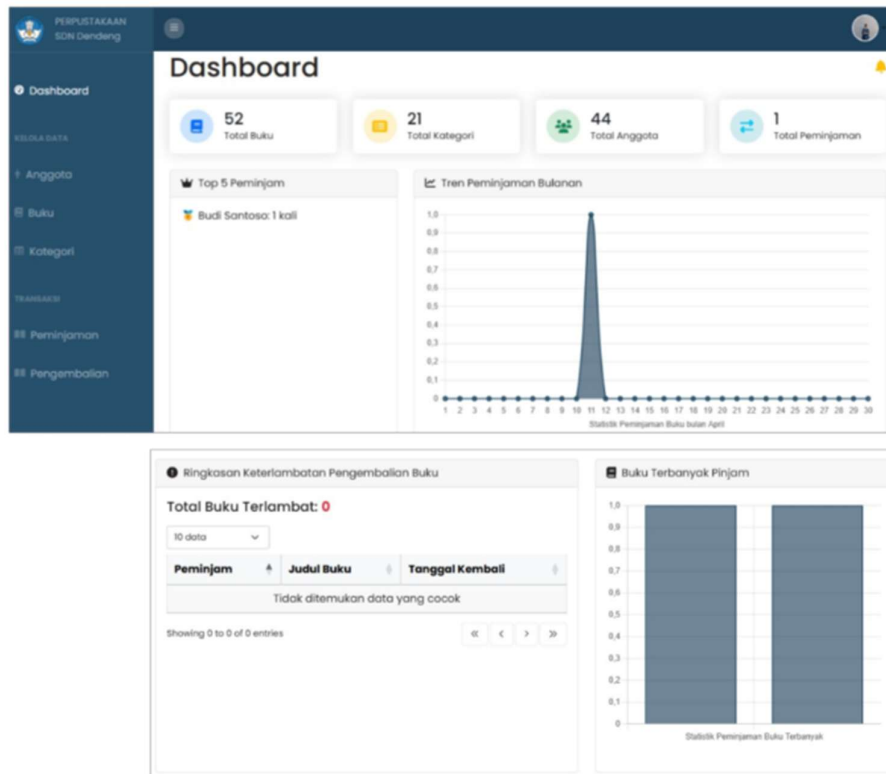 PERPUSTAKAAN
SDN Dendeng
Dashboard
KELOLA DATA
Anggota
Buku
Kategori
TRANSAKSI
Peminjaman
Pengembalian
Dashboard
52
Total Buku
21
Total Kategori
44
Total Anggota
1
Total Peminjaman
Top 5 Peminjam
Budi Santoso: 1 kali
Tren Peminjaman Bulanan
1,0
0,9
0,8
0,7
0,6
0,5
0,4
0,3
0,2
0,1
0
1 2 3 4 5 6 7 8 9 10 11 12 13 14 15 16 17 18 19 20 21 22 23 24 25 26 27 28 29 30
Statistik Peminjaman Buku bulan April
Ringkasan Keterlambatan Pengembalian Buku
Total Buku Terlambat: 0
10 data
Peminjam Judul Buku Tanggal Kembali
Tidak ditemukan data yang cocok
Showing 0 to 0 of 0 entries
« ‹ › »
Buku Terbanyak Pinjam
1,0
0,9
0,8
0,7
0,6
0,5
0,4
0,3
0,2
0,1
0
Statistik Peminjaman Buku Terbanyak